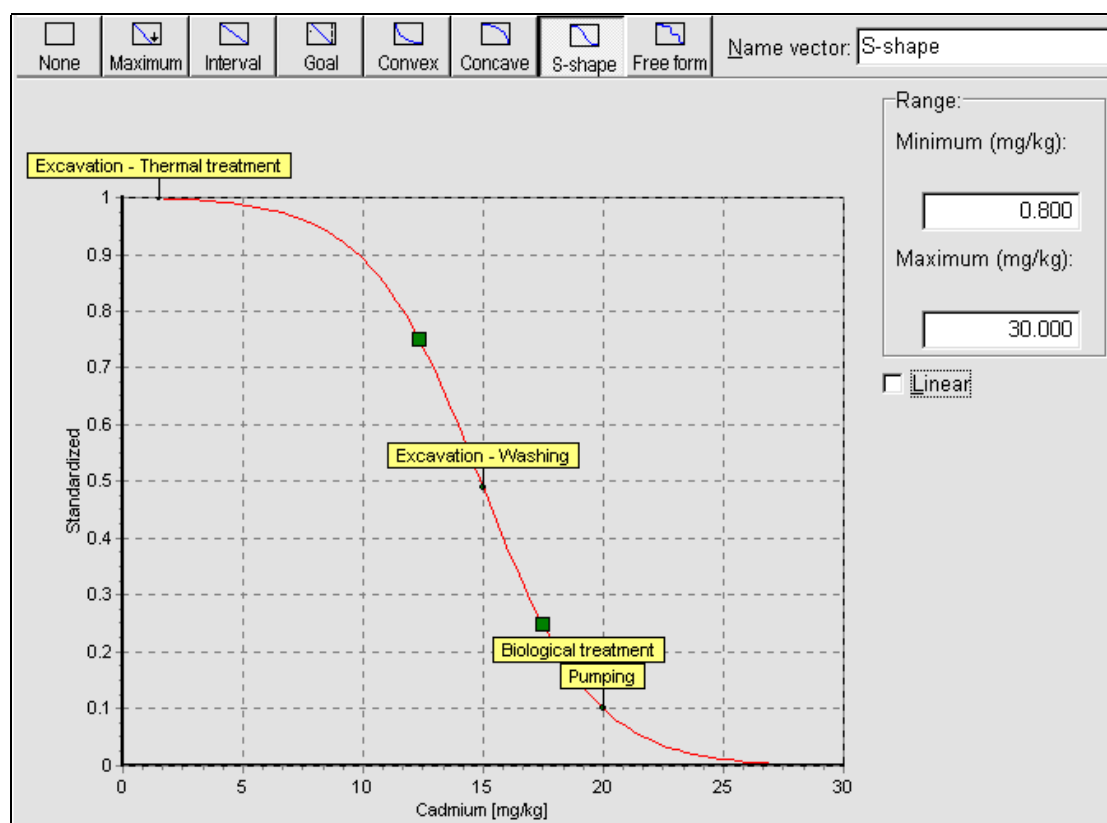 None Maximum Interval Goal Convex Concave S-shape Free form
Name vector: S-shape
Range:
Minimum (mg/kg):
0.800
Maximum (mg/kg):
30.000
Linear
Excavation - Thermal treatment
Excavation - Washing
Biological treatment
Pumping
Standardized
1
0.9
0.8
0.7
0.6
0.5
0.4
0.3
0.2
0.1
0
0 5 10 15 20 25 30
Cadmium [mg/kg]